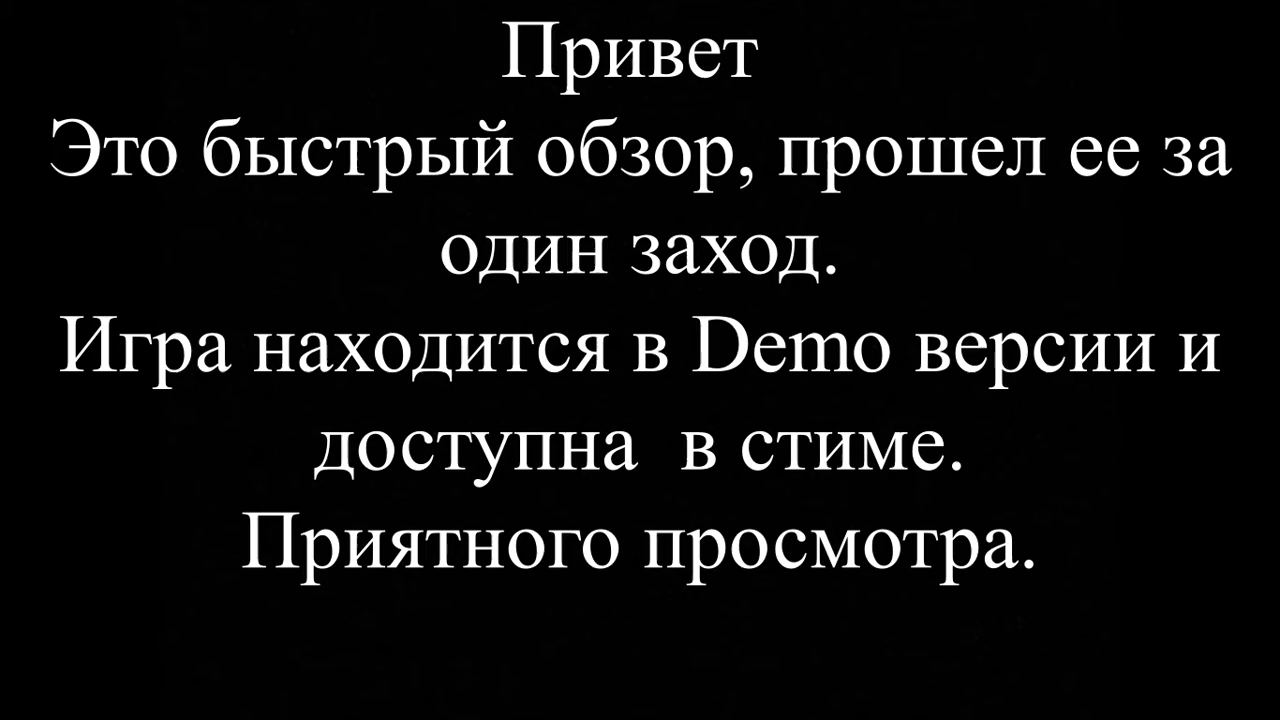 Привет
Это быстрый обзор, прошел ее за
один заход.
Игра находится в Demo версии и
доступна  в стиме.
Приятного просмотра.